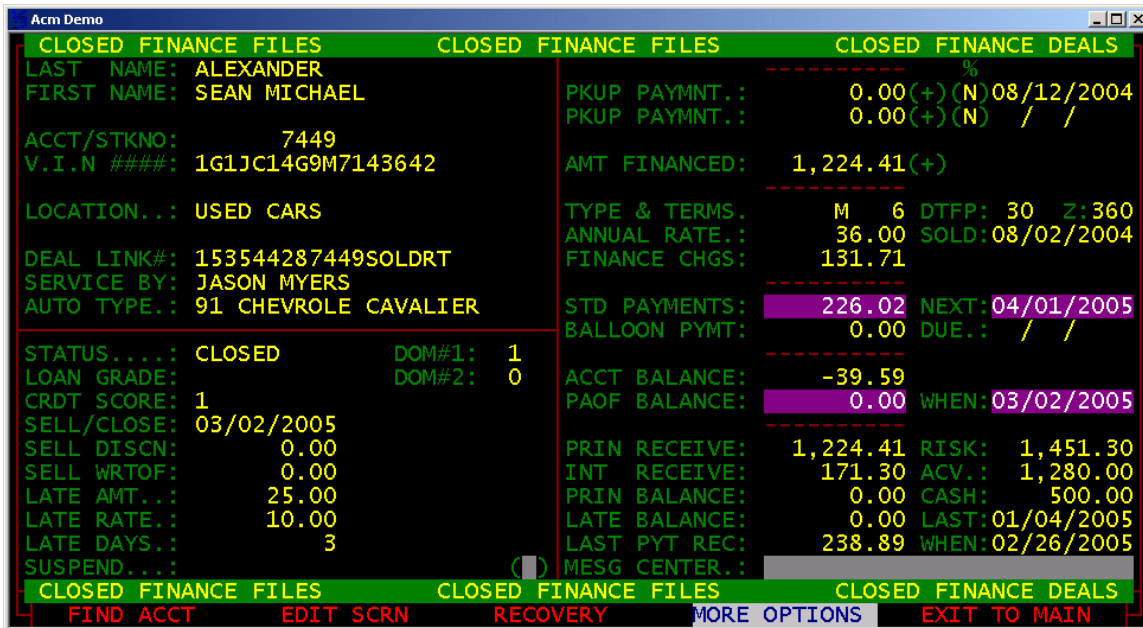 Acm Demo
CLOSED FINANCE FILES CLOSED FINANCE FILES CLOSED FINANCE DEALS
LAST NAME: ALEXANDER
FIRST NAME: SEAN MICHAEL
ACCT/STKNO: 7449
V.I.N ####: 1G1JC14G9M7143642
LOCATION..: USED CARS
DEAL LINK#: 153544287449SOLDRT
SERVICE BY: JASON MYERS
AUTO TYPE.: 91 CHEVROLE CAVALIER
STATUS....: CLOSED DOM#1: 1
LOAN GRADE: DOM#2: 0
CRDT SCORE: 1
SELL/CLOSE: 03/02/2005
SELL DISCN: 0.00
SELL WRTOF: 0.00
LATE AMT..: 25.00
LATE RATE.: 10.00
LATE DAYS.: 3
SUSPEND...: ( )
----------- %
PKUP PAYMNT.: 0.00(+)(N)08/12/2004
PKUP PAYMNT.: 0.00(+)(N) / /
AMT FINANCED: 1,224.41(+)
-----------
TYPE & TERMS. M 6 DTFP: 30 Z:360
ANNUAL RATE.: 36.00 SOLD:08/02/2004
FINANCE CHGS: 131.71
-----------
STD PAYMENTS: 226.02 NEXT:04/01/2005
BALLOON PYMT: 0.00 DUE.: / /
-----------
ACCT BALANCE: -39.59
PAOF BALANCE: 0.00 WHEN:03/02/2005
-----------
PRIN RECEIVE: 1,224.41 RISK: 1,451.30
INT RECEIVE: 171.30 ACV.: 1,280.00
PRIN BALANCE: 0.00 CASH: 500.00
LATE BALANCE: 0.00 LAST:01/04/2005
LAST PYT REC: 238.89 WHEN:02/26/2005
MESG CENTER.:
CLOSED FINANCE FILES CLOSED FINANCE FILES CLOSED FINANCE DEALS
FIND ACCT EDIT SCRN RECOVERY MORE OPTIONS EXIT TO MAIN